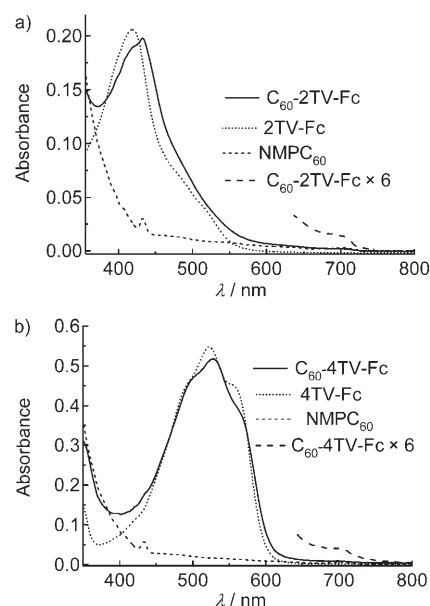 a)
0.20
0.15
0.10
0.05
0.00
Absorbance
C₆₀-2TV-Fc
2TV-Fc
NMPC₆₀
C₆₀-2TV-Fc × 6
400 500 600 700 800
λ / nm
b)
0.6
0.5
0.4
0.3
0.2
0.1
0.0
Absorbance
C₆₀-4TV-Fc
4TV-Fc
NMPC₆₀
C₆₀-4TV-Fc × 6
400 500 600 700 800
λ / nm